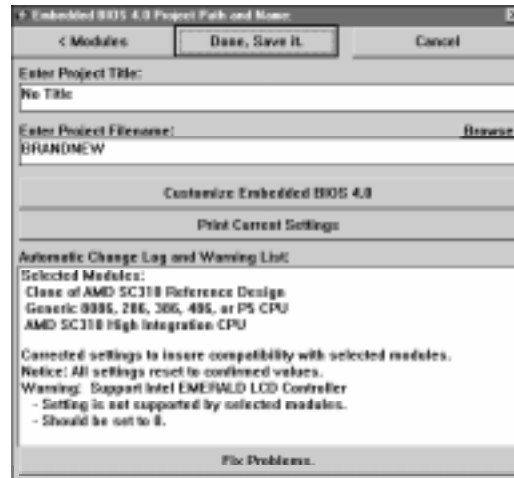 Embedded BIOS 4.0 Project Path and Name:
< Modules
Done, Save it.
Cancel
Enter Project Title:
No Title
Enter Project Filename:
Browse
BRANDNEW
Customize Embedded BIOS 4.0
Print Current Settings
Automatic Change Log and Warning List:
Selected Modules:
Clone of AMD SC310 Reference Design
Generic 8086, 286, 386, 486, or P5 CPU
AMD SC310 High Integration CPU
Corrected settings to insure compatibility with selected modules.
Notice: All settings reset to confirmed values.
Warning: Support Intel EMERALD LCD Controller
- Setting is not supported by selected modules.
- Should be set to 0.
Fix Problems.